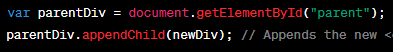 var parentDiv = document.getElementById("parent");
parentDiv.appendChild(newDiv); // Appends the new <